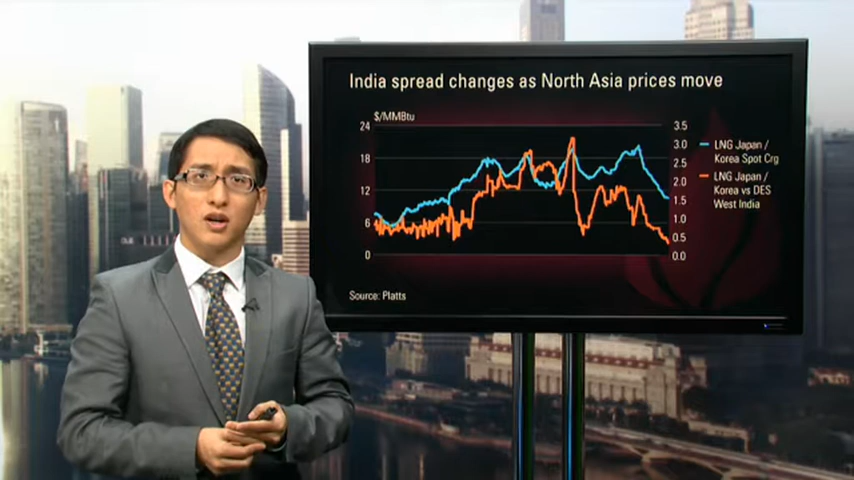 India spread changes as North Asia prices move
$/MMBtu
24
18
12
6
0
3.5
3.0
2.5
2.0
1.5
1.0
0.5
0.0
LNG Japan /
Korea Spot Crg
LNG Japan /
Korea vs DES
West India
Source: Platts